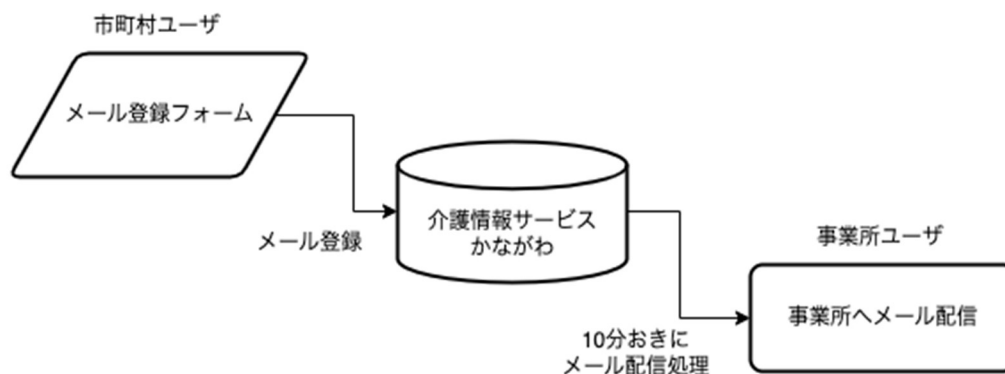 市町村ユーザ
メール登録フォーム
メール登録
介護情報サービス
かながわ
事業所ユーザ
事業所へメール配信
10分おきに
メール配信処理